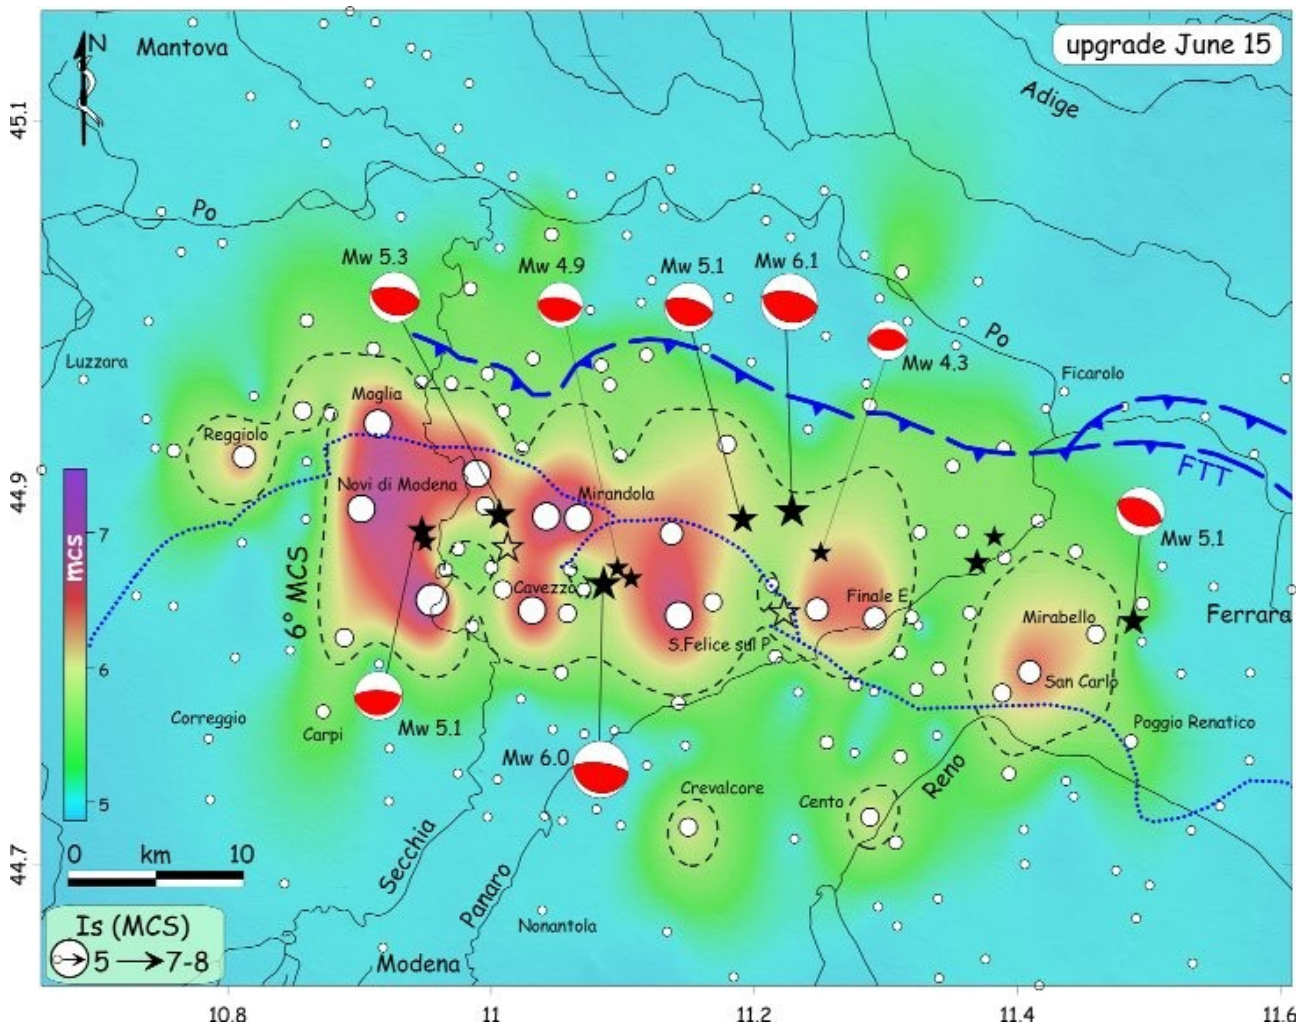 upgrade June 15
N
Mantova
Adige
45.1
Po
Mw 5.3
Mw 4.9
Mw 5.1
Mw 6.1
Po
Mw 4.3
Luzzara
Ficarolo
Moglia
Reggiolo
FTT
44.9
Novi di Modena
Mirandola
7
mcs
Mw 5.1
6° MCS
Cavezzo
Finale E
Mirabello
Ferrara
6
S.Felice sul P
San Carlo
Correggio
Carpi
Mw 5.1
Poggio Renatico
Mw 6.0
Reno
Crevalcore
Cento
5
0 km 10
44.7
Secchia
Panaro
Is (MCS)
5 7-8
Nonantola
Modena
10.8 11 11.2 11.4 11.6